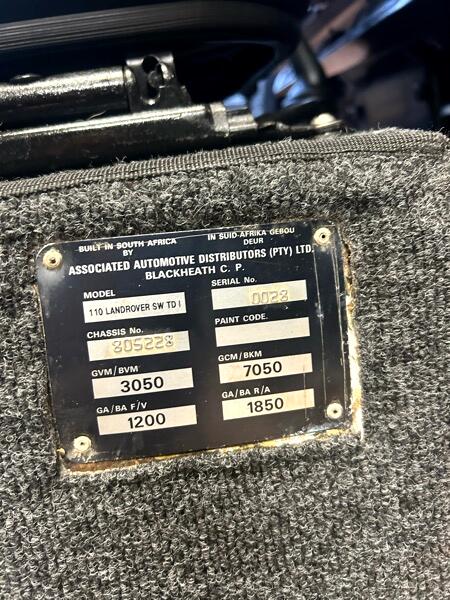 BUILT IN SOUTH AFRICA BY
IN SUID-AFRIKA GEBOU DEUR
ASSOCIATED AUTOMOTIVE DISTRIBUTORS (PTY) LTD.
BLACKHEATH C. P.
MODEL
110 LANDROVER SW TD I
SERIAL No.
0028
CHASSIS No.
805228
PAINT CODE.
GVM/BVM
3050
GCM/BKM
7050
GA/BA F/V
1200
GA/BA R/A
1850